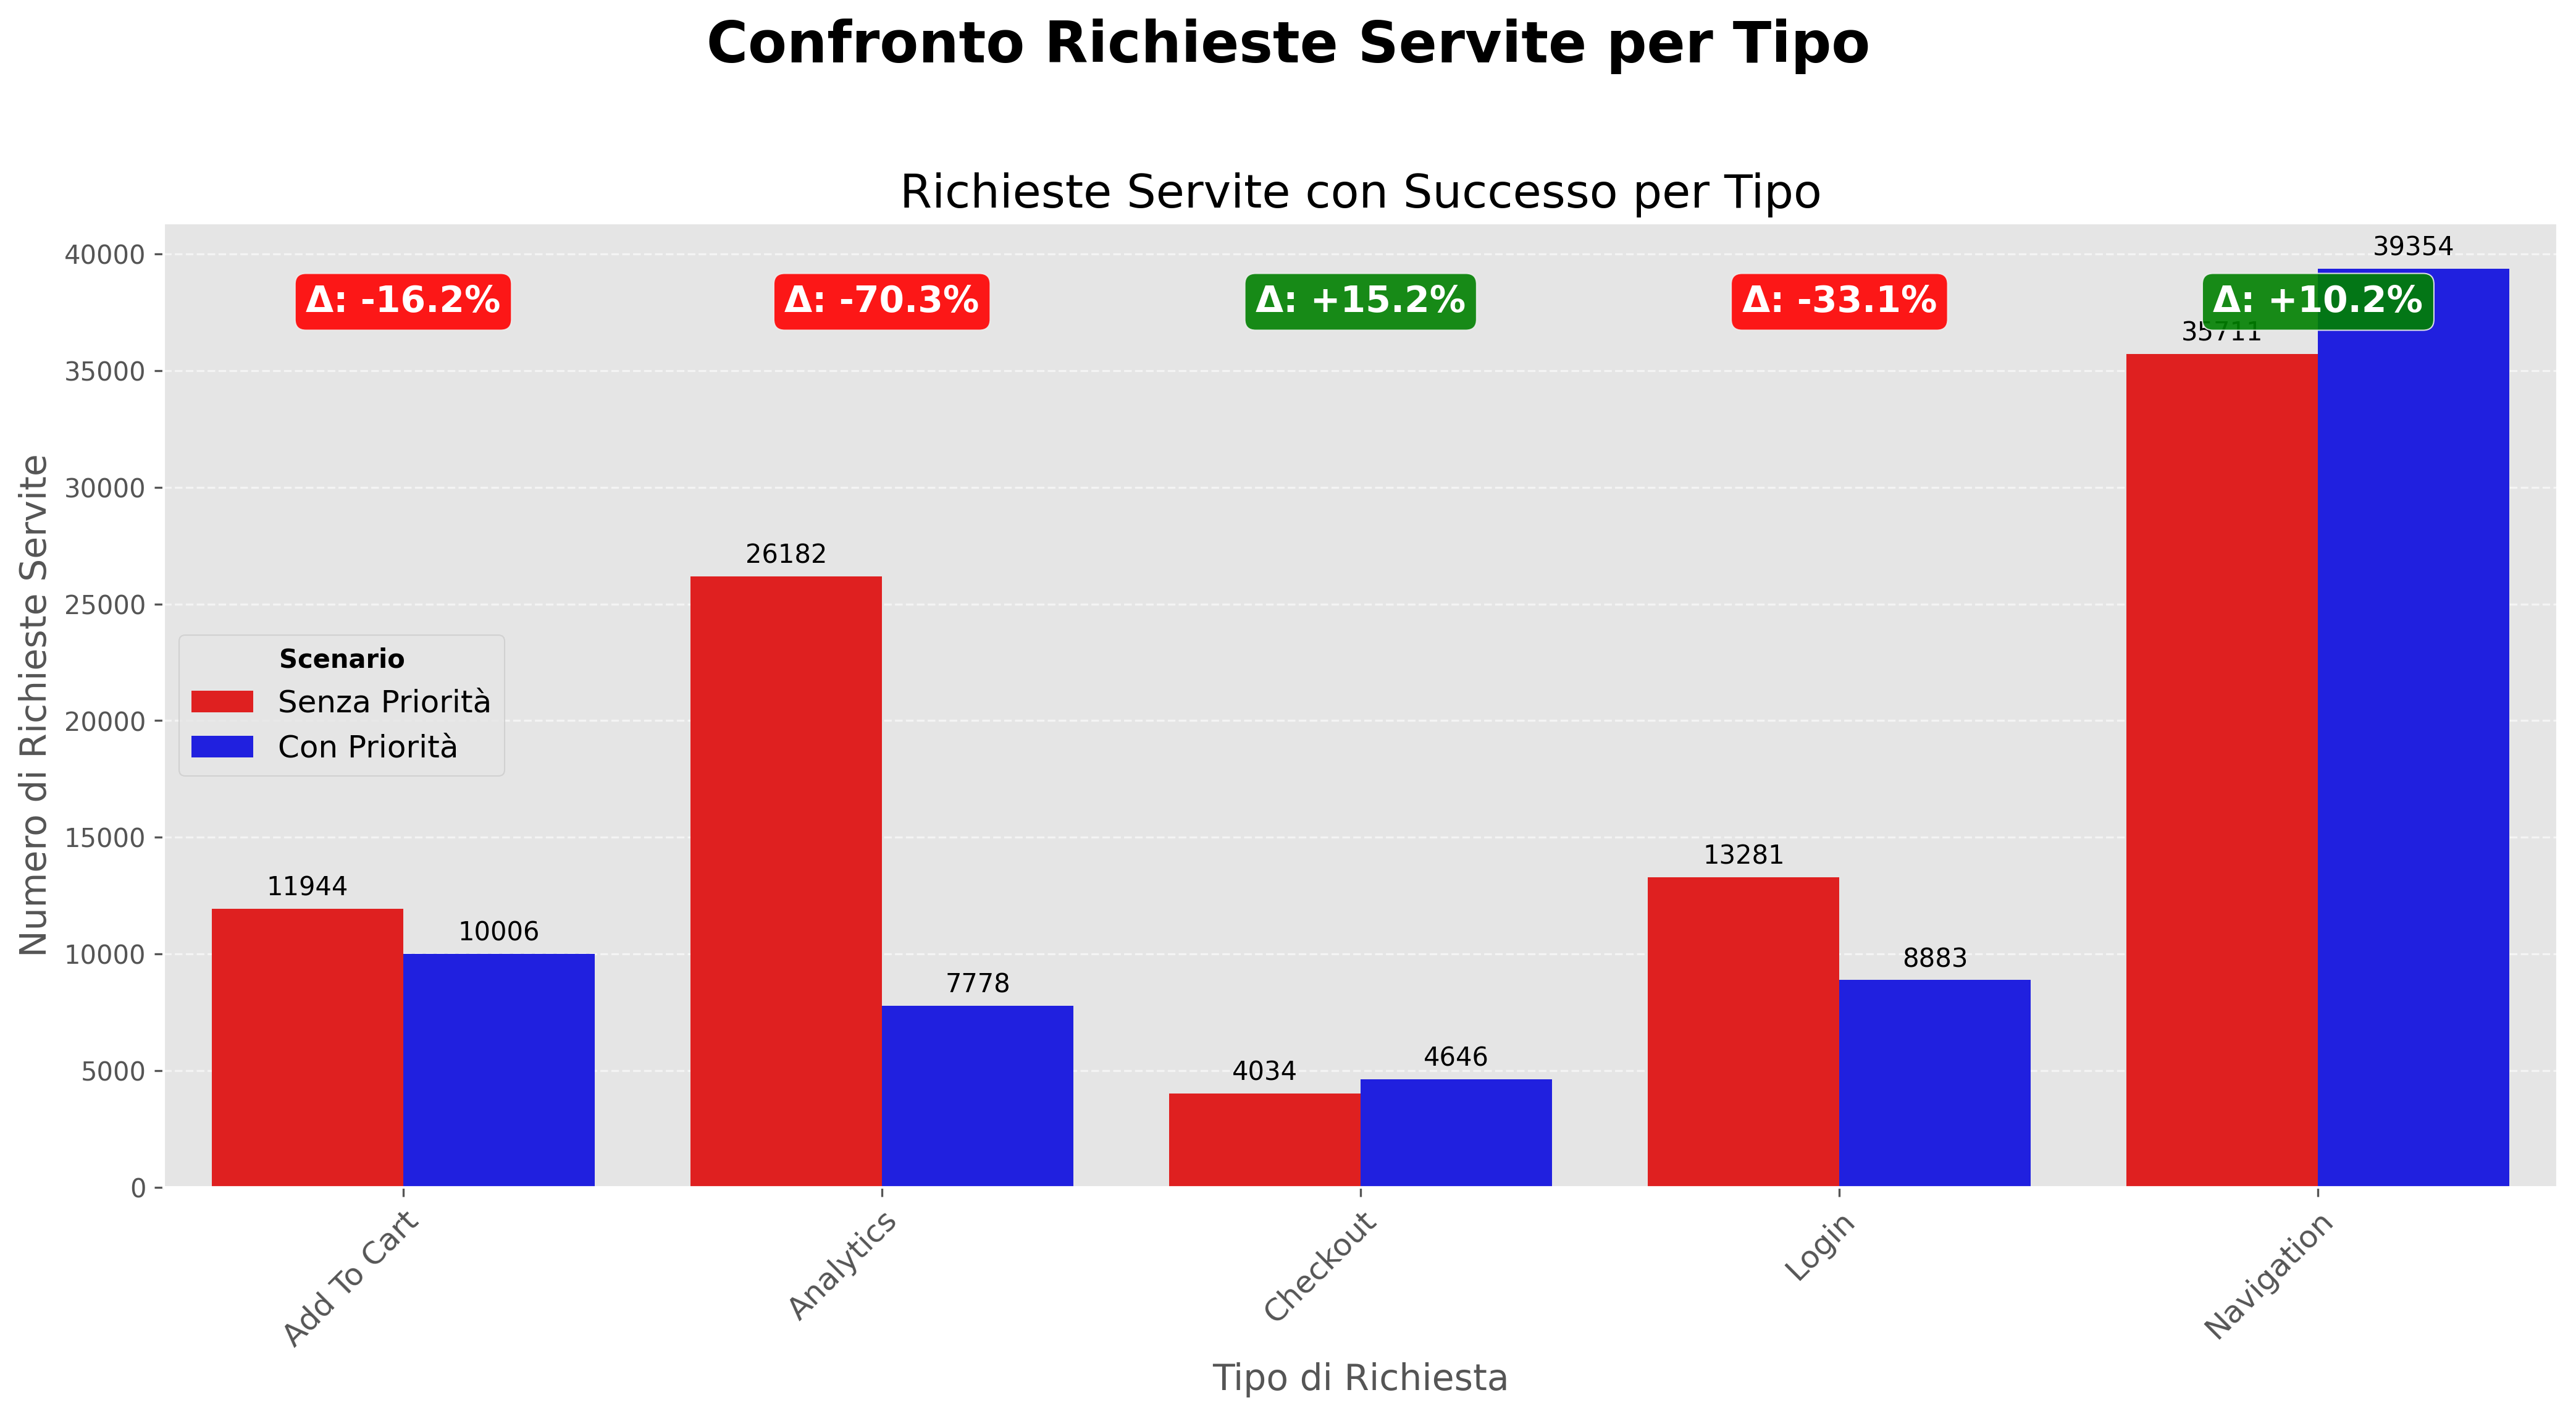 Confronto Richieste Servite per Tipo
Richieste Servite con Successo per Tipo
Numero di Richieste Servite
40000
35000
30000
25000
20000
15000
10000
5000
0
Δ: -16.2%
Δ: -70.3%
Δ: +15.2%
Δ: -33.1%
Δ: +10.2%
11944
10006
26182
7778
4034
4646
13281
8883
35711
39354
Scenario
Senza Priorità
Con Priorità
Add To Cart
Analytics
Checkout
Login
Navigation
Tipo di Richiesta